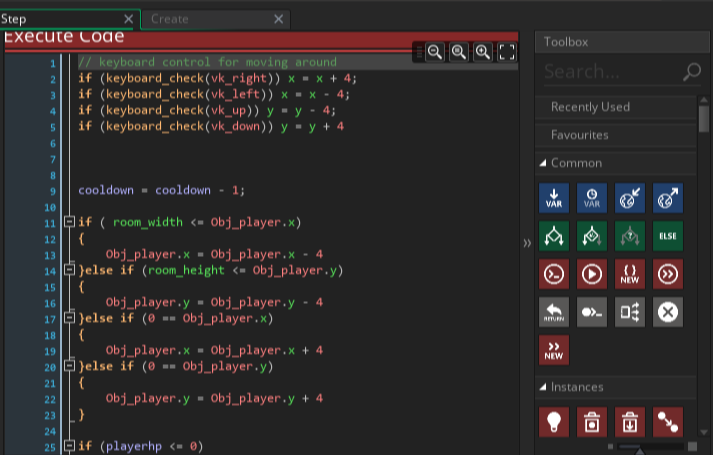 Step
Create
Execute Code
1 // keyboard control for moving around
2 if (keyboard_check(vk_right)) x = x + 4;
3 if (keyboard_check(vk_left)) x = x - 4;
4 if (keyboard_check(vk_up)) y = y - 4;
5 if (keyboard_check(vk_down)) y = y + 4
6
7
8
9 cooldown = cooldown - 1;
10
11 if ( room_width <= Obj_player.x)
12 {
13 Obj_player.x = Obj_player.x - 4
14 }else if (room_height <= Obj_player.y)
15 {
16 Obj_player.y = Obj_player.y - 4
17 }else if (0 == Obj_player.x)
18 {
19 Obj_player.x = Obj_player.x + 4
20 }else if (0 == Obj_player.y)
21 {
22 Obj_player.y = Obj_player.y + 4
23 }
24
25 if (playerhp <= 0)
Toolbox
Search...
Recently Used
Favourites
Common
VAR
VAR
ELSE
NEW
RETURN
NEW
Instances